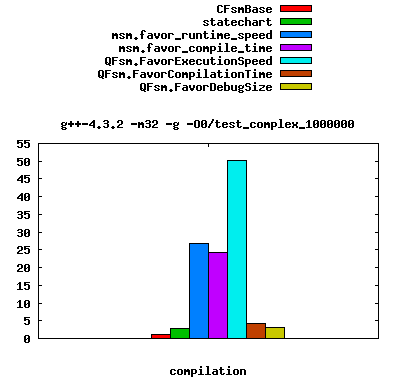 CFsmBase
statechart
msm.favor_runtime_speed
msm.favor_compile_time
QFsm.FavorExecutionSpeed
QFsm.FavorCompilationTime
QFsm.FavorDebugSize
g++-4.3.2 -m32 -g -O0/test_complex_1000000
55
50
45
40
35
30
25
20
15
10
5
0
compilation